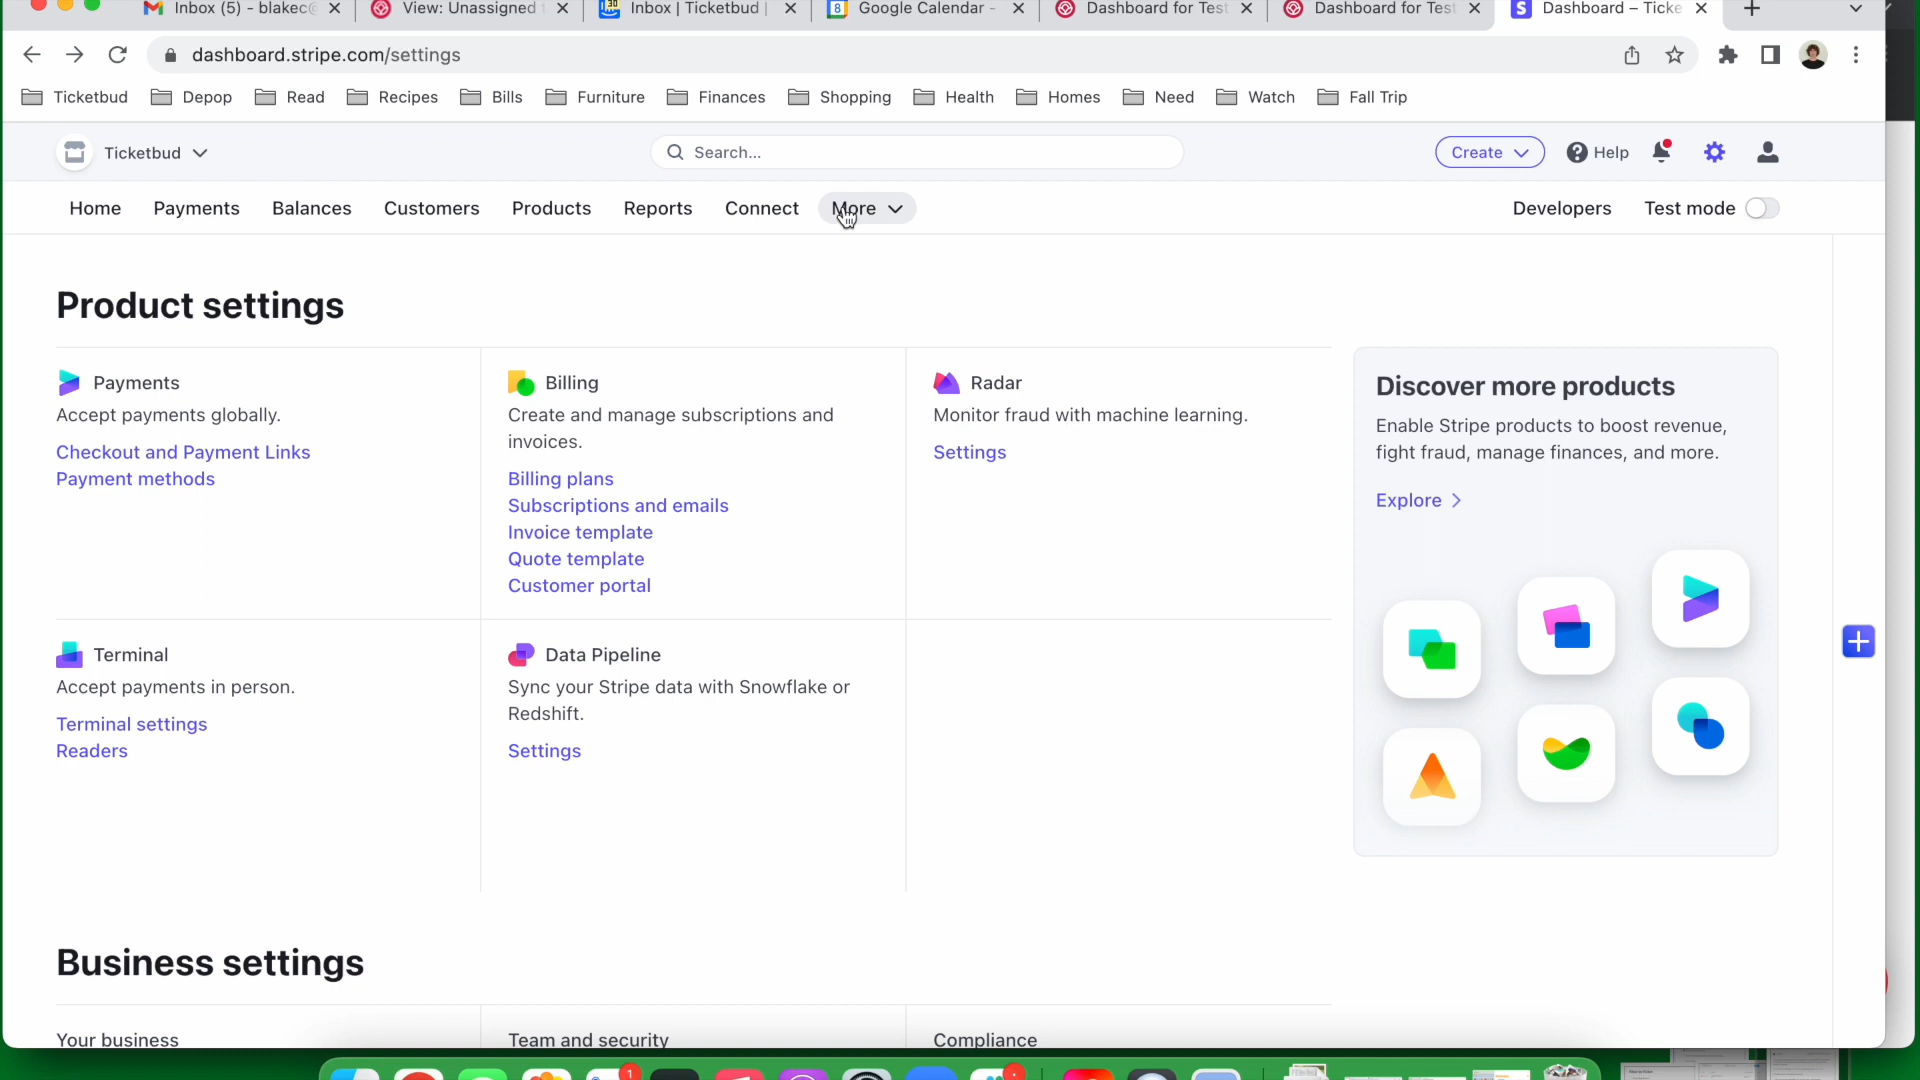 Inbox (5) - blakec@
View: Unassigned
Inbox | Ticketbud |
Google Calendar -
Dashboard for Test
Dashboard for Test
Dashboard – Ticke
dashboard.stripe.com/settings
Ticketbud
Depop
Read
Recipes
Bills
Furniture
Finances
Shopping
Health
Homes
Need
Watch
Fall Trip
Ticketbud
Search...
Create
Help
Home
Payments
Balances
Customers
Products
Reports
Connect
More
Developers
Test mode
Product settings
Payments
Accept payments globally.
Checkout and Payment Links
Payment methods
Billing
Create and manage subscriptions and
invoices.
Billing plans
Subscriptions and emails
Invoice template
Quote template
Customer portal
Radar
Monitor fraud with machine learning.
Settings
Discover more products
Enable Stripe products to boost revenue,
fight fraud, manage finances, and more.
Explore
Terminal
Accept payments in person.
Terminal settings
Readers
Data Pipeline
Sync your Stripe data with Snowflake or
Redshift.
Settings
Business settings
Your business
Team and security
Compliance
1